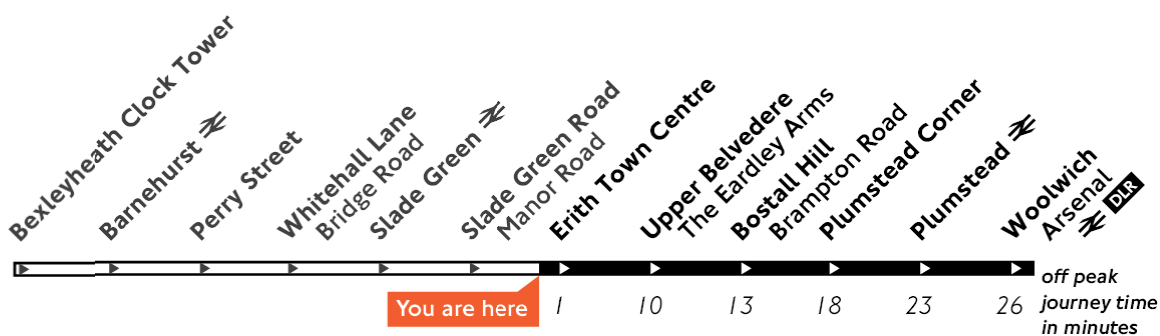 Bexleyheath Clock Tower
Barnehurst
Perry Street
Whitehall Lane
Bridge Road
Slade Green
Slade Green Road
Manor Road
Erith Town Centre
Upper Belvedere
The Eardley Arms
Bostall Hill
Brampton Road
Plumstead Corner
Plumstead
Woolwich
Arsenal
DLR
You are here
1 10 13 18 23 26
off peak
journey time
in minutes